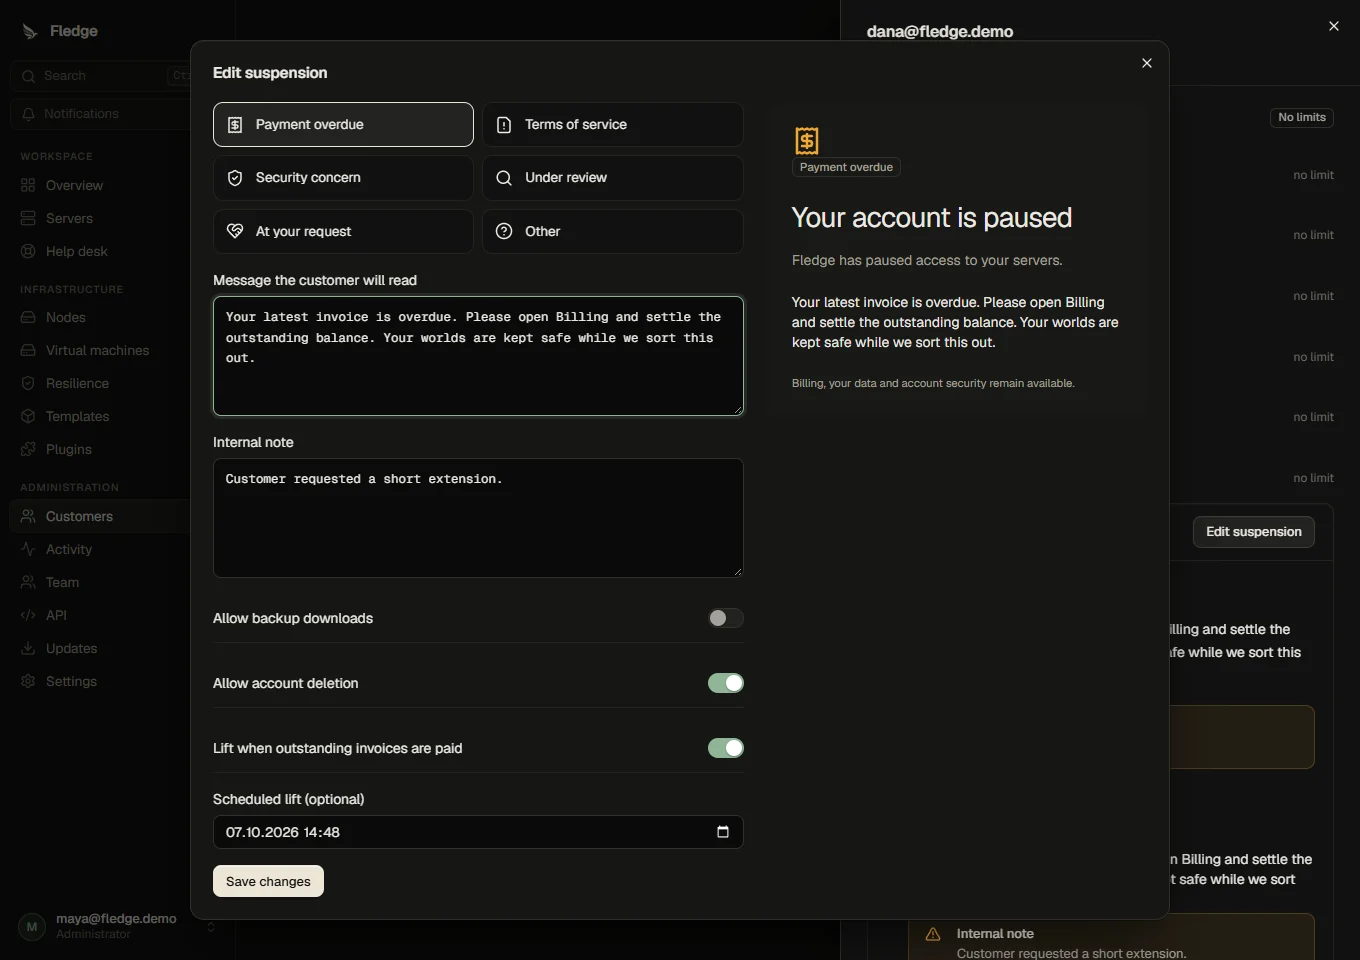 Fledge
Search
Notifications
WORKSPACE
Overview
Servers
Help desk
INFRASTRUCTURE
Nodes
Virtual machines
Resilience
Templates
Plugins
ADMINISTRATION
Customers
Activity
Team
API
Updates
Settings
M
maya@fledge.demo
Administrator
Edit suspension
Payment overdue
Terms of service
Security concern
Under review
At your request
Other
Message the customer will read
Your latest invoice is overdue. Please open Billing and settle the
outstanding balance. Your worlds are kept safe while we sort this
out.
Internal note
Customer requested a short extension.
Allow backup downloads
Allow account deletion
Lift when outstanding invoices are paid
Scheduled lift (optional)
07.10.2026 14:48
Save changes
Payment overdue
Your account is paused
Fledge has paused access to your servers.
Your latest invoice is overdue. Please open Billing
and settle the outstanding balance. Your worlds are
kept safe while we sort this out.
Billing, your data and account security remain available.
dana@fledge.demo
No limits
no limit
no limit
no limit
no limit
no limit
no limit
Edit suspension
illing and settle the
afe while we sort this
n Billing and settle the
t safe while we sort
Internal note
Customer requested a short extension.